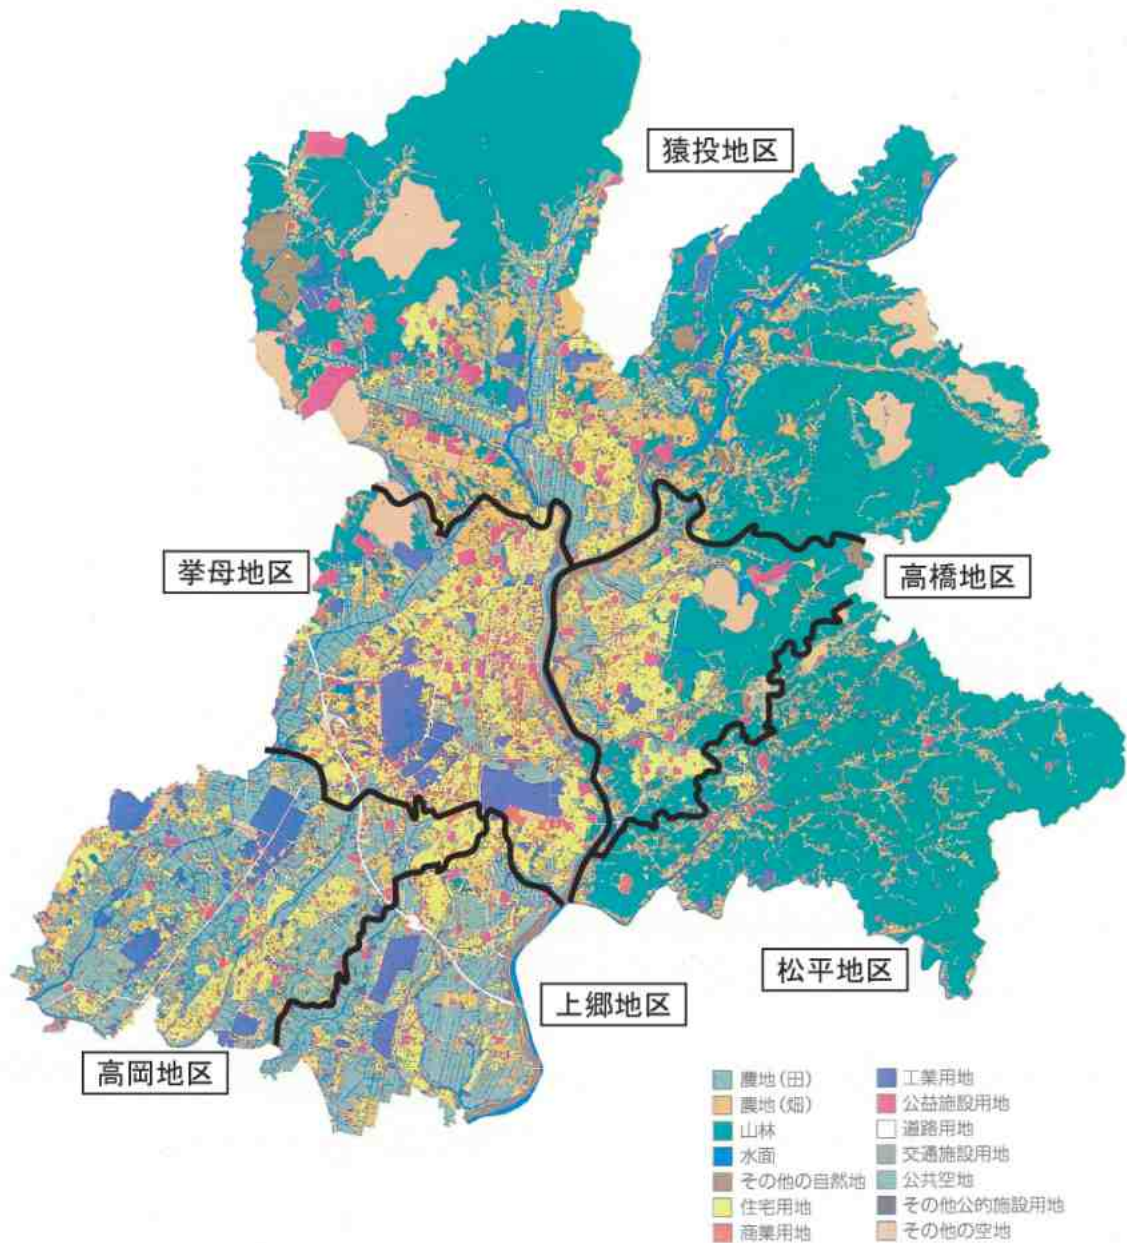 猿投地区
挙母地区
高橋地区
松平地区
上郷地区
高岡地区
農地(田)
農地(畑)
山林
水面
その他の自然地
住宅用地
商業用地
工業用地
公益施設用地
道路用地
交通施設用地
公共空地
その他公的施設用地
その他の空地